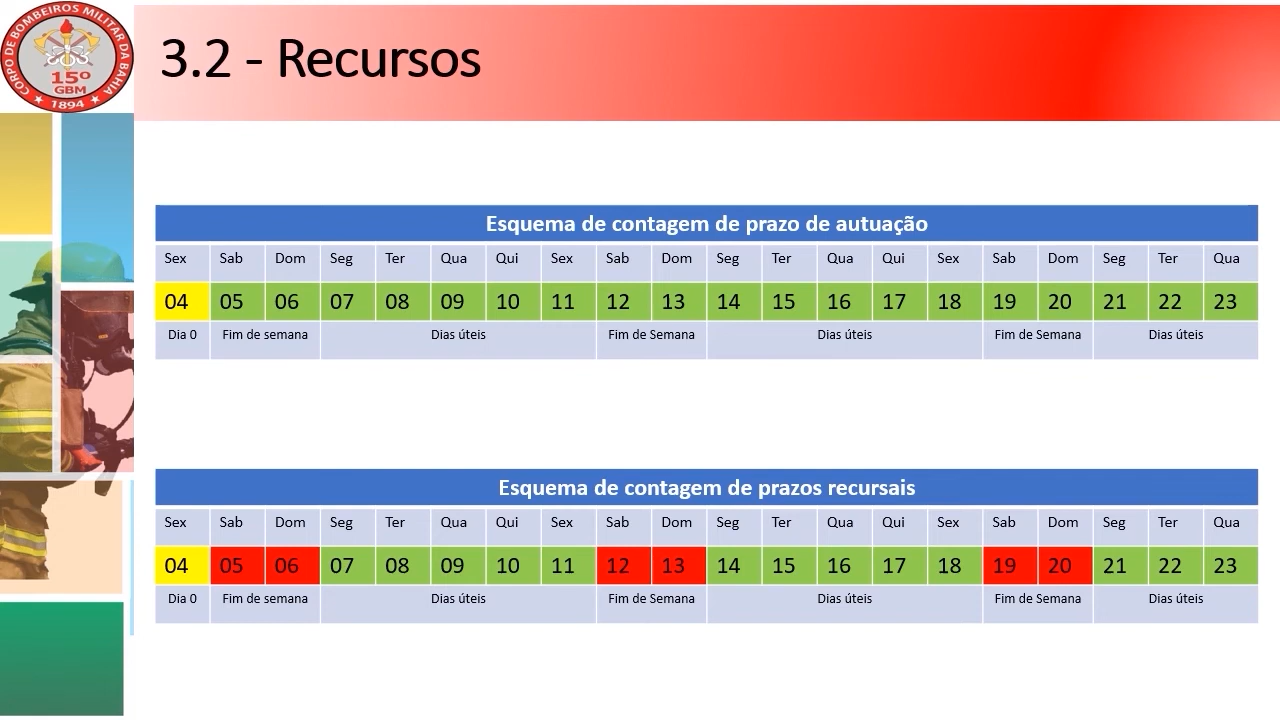 CORPO DE BOMBEIROS MILITAR DA BAHIA
15º
GBM
1894
3.2 - Recursos
Esquema de contagem de prazo de autuação
Sex Sab Dom Seg Ter Qua Qui Sex Sab Dom Seg Ter Qua Qui Sex Sab Dom Seg Ter Qua
04 05 06 07 08 09 10 11 12 13 14 15 16 17 18 19 20 21 22 23
Dia 0 Fim de semana Dias úteis Fim de Semana Dias úteis Fim de Semana Dias úteis
Esquema de contagem de prazos recursais
Sex Sab Dom Seg Ter Qua Qui Sex Sab Dom Seg Ter Qua Qui Sex Sab Dom Seg Ter Qua
04 05 06 07 08 09 10 11 12 13 14 15 16 17 18 19 20 21 22 23
Dia 0 Fim de semana Dias úteis Fim de Semana Dias úteis Fim de Semana Dias úteis